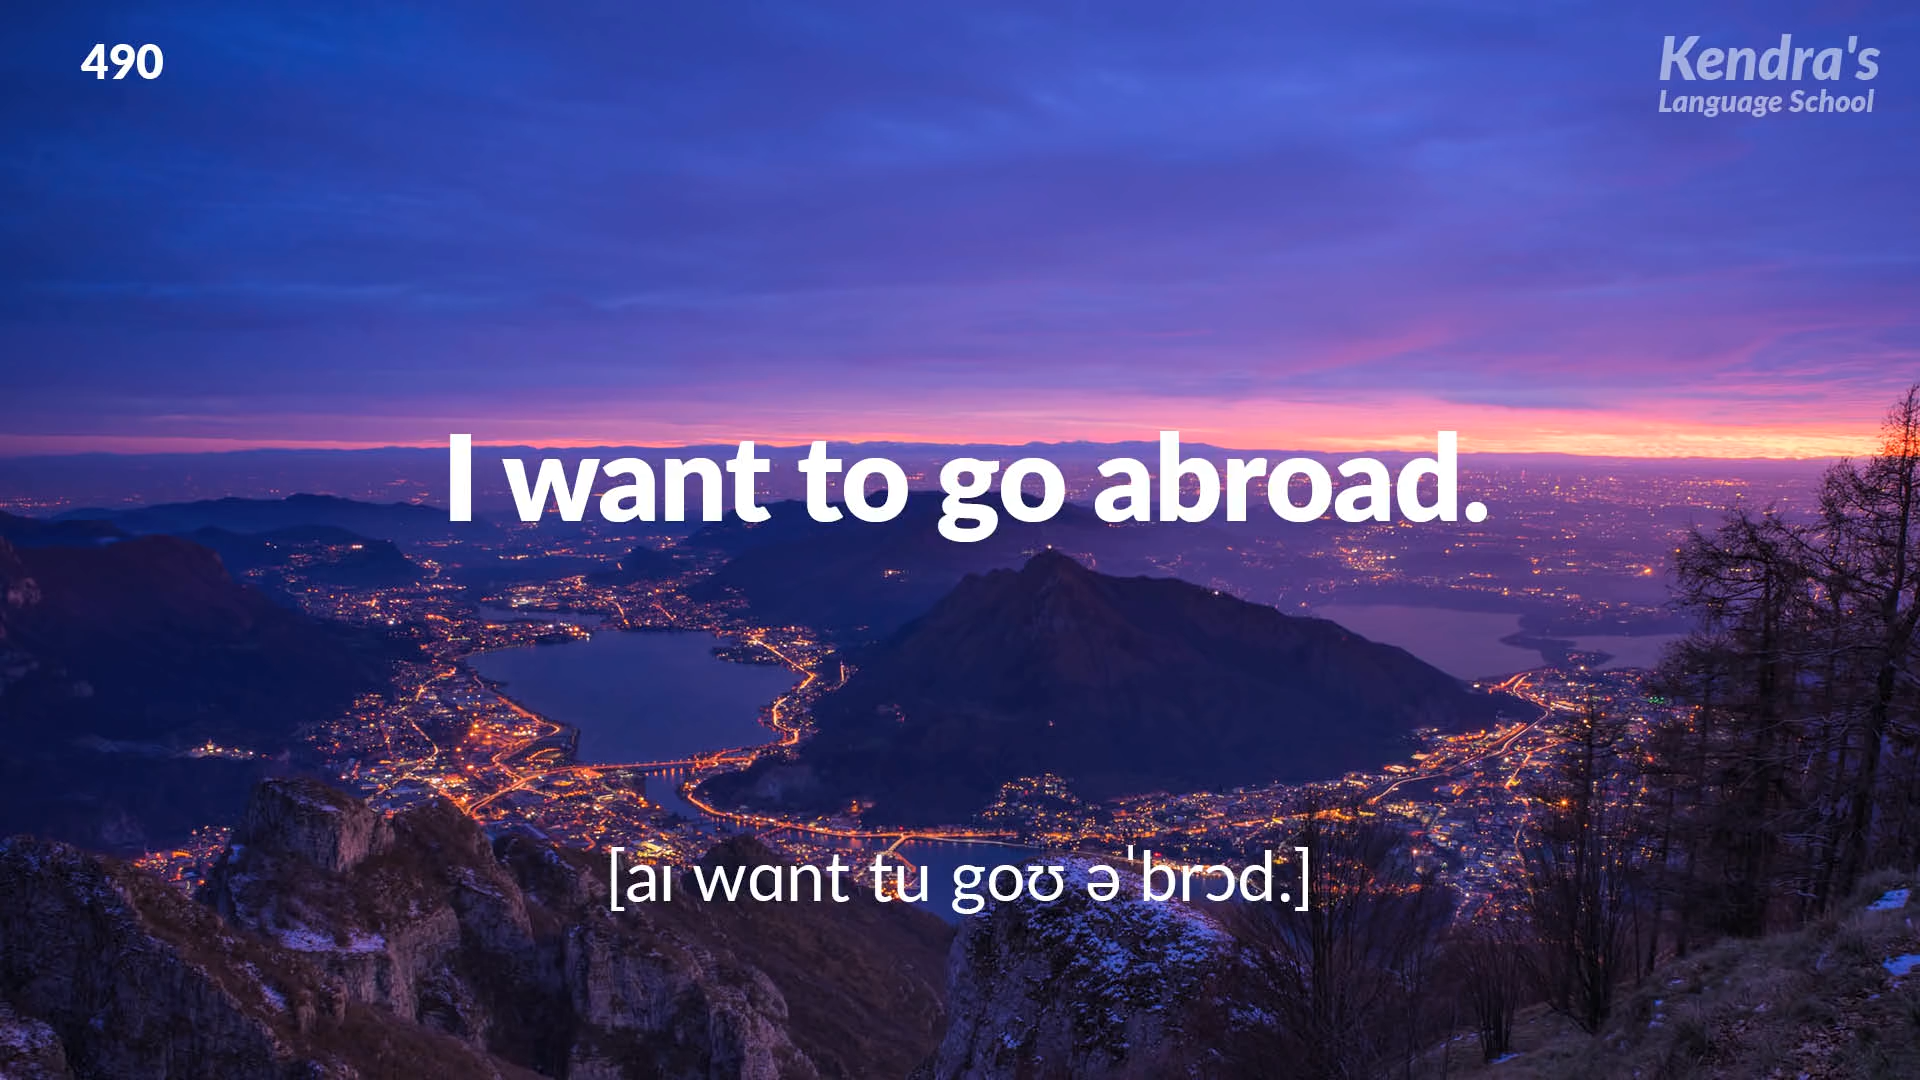 490
Kendra's
Language School
I want to go abroad.
[aɪ wɑnt tu goʊ əˈbrɔd.]